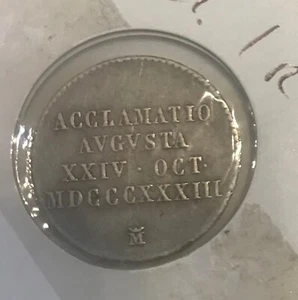 ACCLAMATIO
AVGVSTA
XXIV · OCT·
MDCCCXXXIII
M